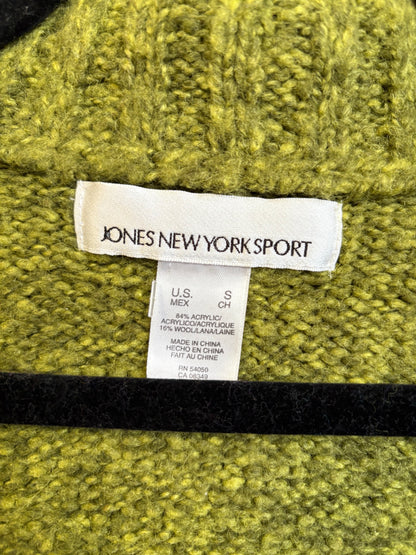 JONES NEW YORK SPORT
U.S. S
MEX CH
84% ACRYLIC/
ACRYLICO/ACRYLIQUE
16% WOOL/LANA/LAINE
MADE IN CHINA
HECHO EN CHINA
FAIT AU CHINE
RN 54050
CA 08349